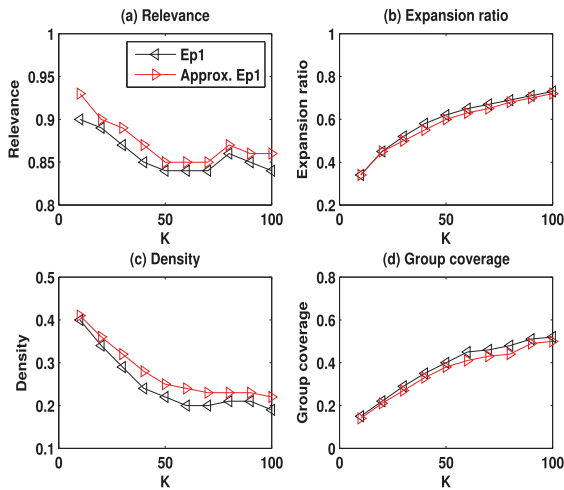 (a) Relevance
1
0.95
0.9
0.85
0.8
Relevance
0
50
100
K
Ep1
Approx. Ep1
(b) Expansion ratio
1
0.8
0.6
0.4
0.2
Expansion ratio
0
50
100
K
(c) Density
0.5
0.4
0.3
0.2
0.1
Density
0
50
100
K
(d) Group coverage
0.8
0.6
0.4
0.2
0
Group coverage
0
50
100
K